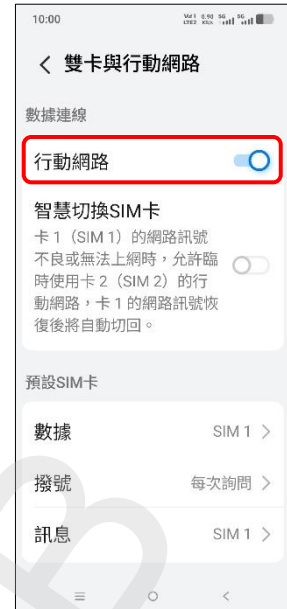 10:00
雙卡與行動網路
數據連線
行動網路
智慧切換SIM卡
卡 1（SIM 1）的網路訊號
不良或無法上網時，允許臨
時使用卡 2（SIM 2）的行
動網路，卡 1 的網路訊號恢
復後將自動切回。
預設SIM卡
數據 SIM 1
撥號 每次詢問
訊息 SIM 1